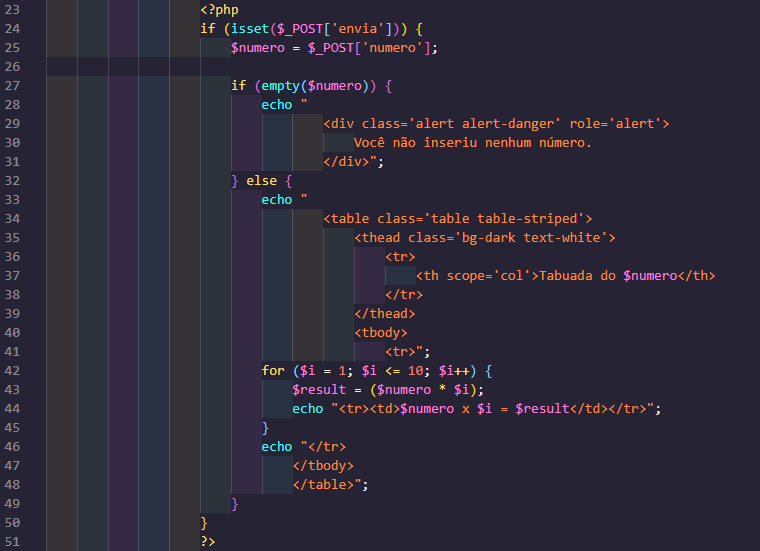 23 <?php
24 if (isset($_POST['envia'])) {
25 $numero = $_POST['numero'];
26
27 if (empty($numero)) {
28 echo "
29 <div class='alert alert-danger' role='alert'>
30 Você não inseriu nenhum número.
31 </div>";
32 } else {
33 echo "
34 <table class='table table-striped'>
35 <thead class='bg-dark text-white'>
36 <tr>
37 <th scope='col'>Tabuada do $numero</th>
38 </tr>
39 </thead>
40 <tbody>
41 <tr>";
42 for ($i = 1; $i <= 10; $i++) {
43 $result = ($numero * $i);
44 echo "<tr><td>$numero x $i = $result</td></tr>";
45 }
46 echo "</tr>
47 </tbody>
48 </table>";
49 }
50 }
51 ?>